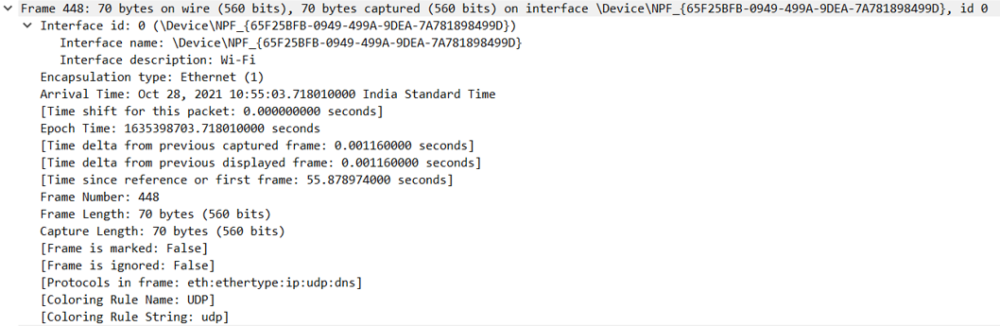 Frame 448: 70 bytes on wire (560 bits), 70 bytes captured (560 bits) on interface \Device\NPF_{65F25BFB-0949-499A-9DEA-7A781898499D}, id 0
Interface id: 0 (\Device\NPF_{65F25BFB-0949-499A-9DEA-7A781898499D})
Interface name: \Device\NPF_{65F25BFB-0949-499A-9DEA-7A781898499D}
Interface description: Wi-Fi
Encapsulation type: Ethernet (1)
Arrival Time: Oct 28, 2021 10:55:03.718010000 India Standard Time
[Time shift for this packet: 0.000000000 seconds]
Epoch Time: 1635398703.718010000 seconds
[Time delta from previous captured frame: 0.001160000 seconds]
[Time delta from previous displayed frame: 0.001160000 seconds]
[Time since reference or first frame: 55.878974000 seconds]
Frame Number: 448
Frame Length: 70 bytes (560 bits)
Capture Length: 70 bytes (560 bits)
[Frame is marked: False]
[Frame is ignored: False]
[Protocols in frame: eth:ethertype:ip:udp:dns]
[Coloring Rule Name: UDP]
[Coloring Rule String: udp]